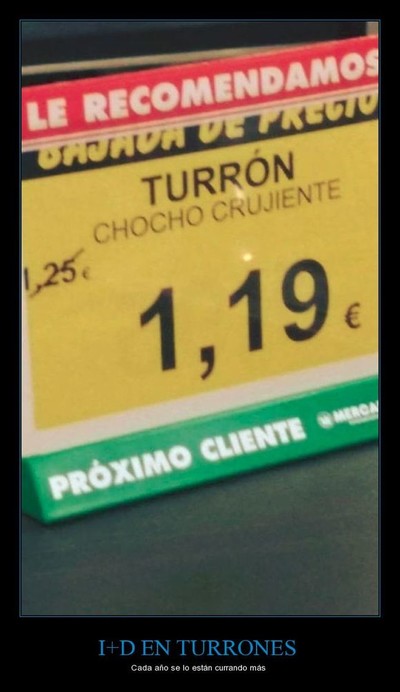 LE RECOMENDAMOS
BAJADA DE PRECIO
TURRÓN
CHOCHO CRUJIENTE
1,25 €
1,19 €
PRÓXIMO CLIENTE
MERCA
I+D EN TURRONES
Cada año se lo están currando más